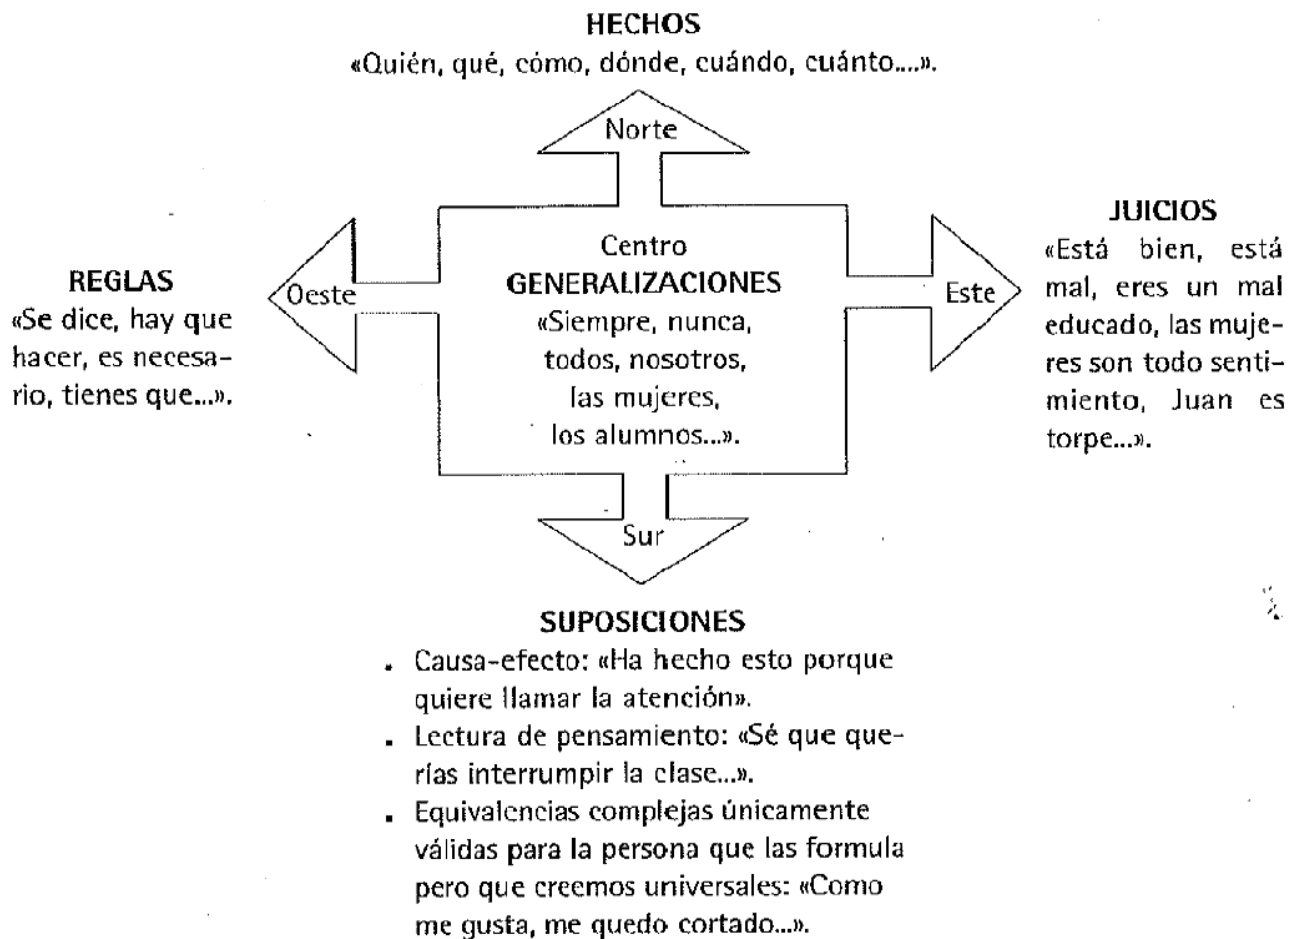 HECHOS
«Quién, qué, cómo, dónde, cuándo, cuánto....».
Norte
JUICIOS
«Está bien, está
mal, eres un mal
educado, las muje-
res son todo senti-
miento, Juan es
torpe...».
Este
Centro
GENERALIZACIONES
«Siempre, nunca,
todos, nosotros,
las mujeres,
los alumnos...».
Oeste
REGLAS
«Se dice, hay que
hacer, es necesa-
rio, tienes que...».
Sur
SUPOSICIONES
. Causa-efecto: «Ha hecho esto porque
quiere llamar la atención».
. Lectura de pensamiento: «Sé que que-
rías interrumpir la clase...».
. Equivalencias complejas únicamente
válidas para la persona que las formula
pero que creemos universales: «Como
me gusta, me quedo cortado...».